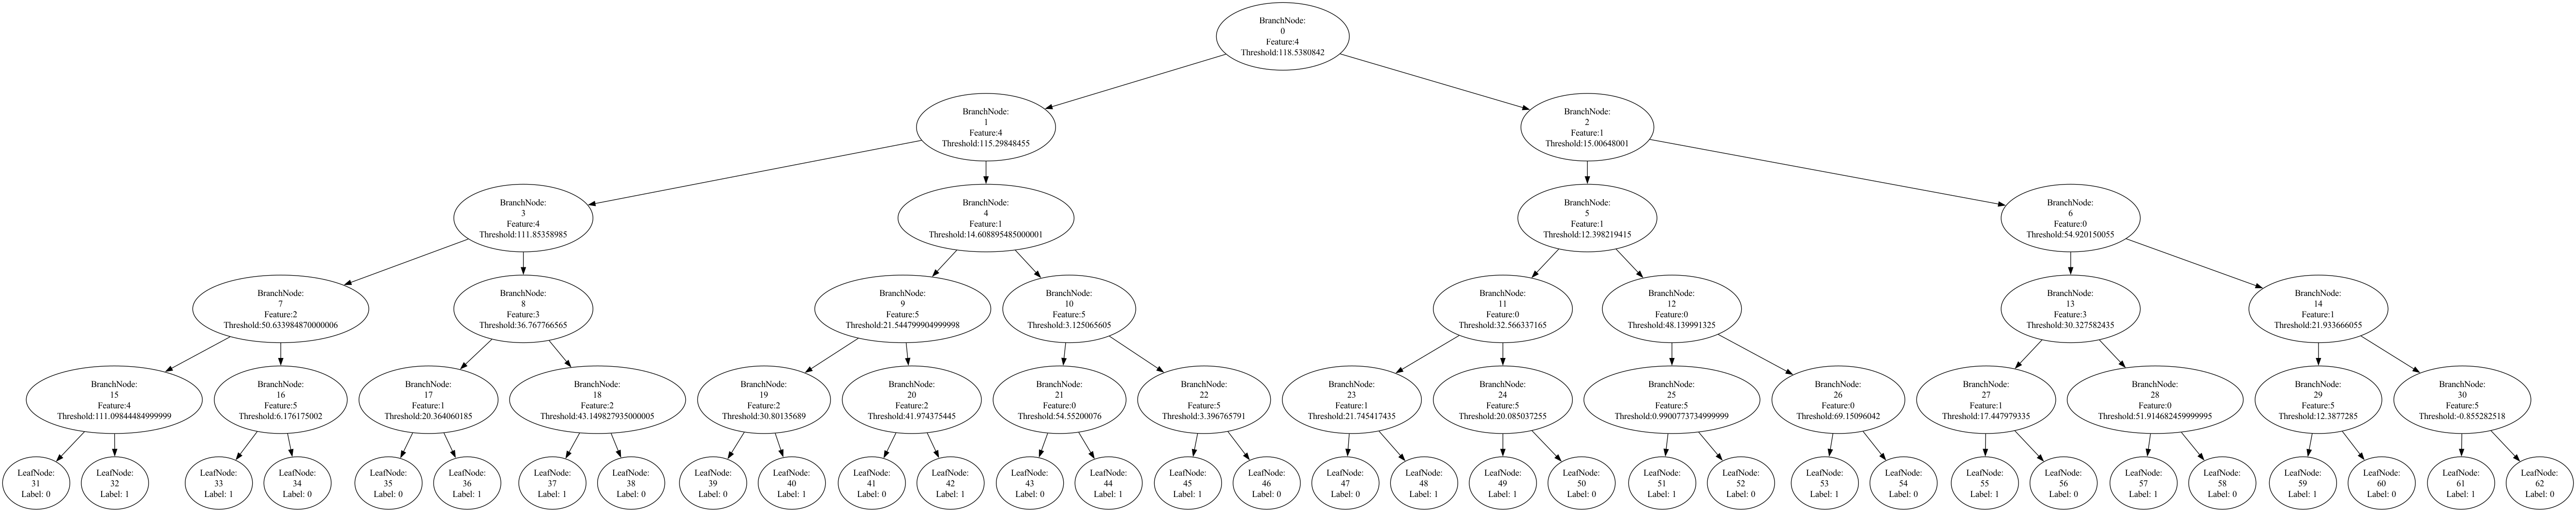 BranchNode:
0
Feature:4
Threshold:118.5380842
BranchNode:
1
Feature:4
Threshold:115.29848455
BranchNode:
2
Feature:1
Threshold:15.00648001
BranchNode:
3
Feature:4
Threshold:111.85358985
BranchNode:
4
Feature:1
Threshold:14.608895485000001
BranchNode:
5
Feature:1
Threshold:12.398219415
BranchNode:
6
Feature:0
Threshold:54.920150055
BranchNode:
7
Feature:2
Threshold:50.633984870000006
BranchNode:
8
Feature:3
Threshold:36.767766565
BranchNode:
9
Feature:5
Threshold:21.544799904999998
BranchNode:
10
Feature:5
Threshold:3.125065605
BranchNode:
11
Feature:0
Threshold:32.566337165
BranchNode:
12
Feature:0
Threshold:48.139991325
BranchNode:
13
Feature:3
Threshold:30.327582435
BranchNode:
14
Feature:1
Threshold:21.933666055
BranchNode:
15
Feature:4
Threshold:111.09844484999999
BranchNode:
16
Feature:5
Threshold:6.176175002
BranchNode:
17
Feature:1
Threshold:20.364060185
BranchNode:
18
Feature:2
Threshold:43.149827935000005
BranchNode:
19
Feature:2
Threshold:30.80135689
BranchNode:
20
Feature:2
Threshold:41.974375445
BranchNode:
21
Feature:0
Threshold:54.55200076
BranchNode:
22
Feature:5
Threshold:3.396765791
BranchNode:
23
Feature:1
Threshold:21.745417435
BranchNode:
24
Feature:5
Threshold:20.085037255
BranchNode:
25
Feature:5
Threshold:0.9900773734999999
BranchNode:
26
Feature:0
Threshold:69.15096042
BranchNode:
27
Feature:1
Threshold:17.447979335
BranchNode:
28
Feature:0
Threshold:51.914682459999995
BranchNode:
29
Feature:5
Threshold:12.3877285
BranchNode:
30
Feature:5
Threshold:-0.855282518
LeafNode:
31
Label: 0
LeafNode:
32
Label: 1
LeafNode:
33
Label: 1
LeafNode:
34
Label: 0
LeafNode:
35
Label: 0
LeafNode:
36
Label: 1
LeafNode:
37
Label: 1
LeafNode:
38
Label: 0
LeafNode:
39
Label: 0
LeafNode:
40
Label: 1
LeafNode:
41
Label: 0
LeafNode:
42
Label: 1
LeafNode:
43
Label: 0
LeafNode:
44
Label: 1
LeafNode:
45
Label: 1
LeafNode:
46
Label: 0
LeafNode:
47
Label: 0
LeafNode:
48
Label: 1
LeafNode:
49
Label: 1
LeafNode:
50
Label: 0
LeafNode:
51
Label: 1
LeafNode:
52
Label: 0
LeafNode:
53
Label: 1
LeafNode:
54
Label: 0
LeafNode:
55
Label: 1
LeafNode:
56
Label: 0
LeafNode:
57
Label: 1
LeafNode:
58
Label: 0
LeafNode:
59
Label: 1
LeafNode:
60
Label: 0
LeafNode:
61
Label: 1
LeafNode:
62
Label: 0